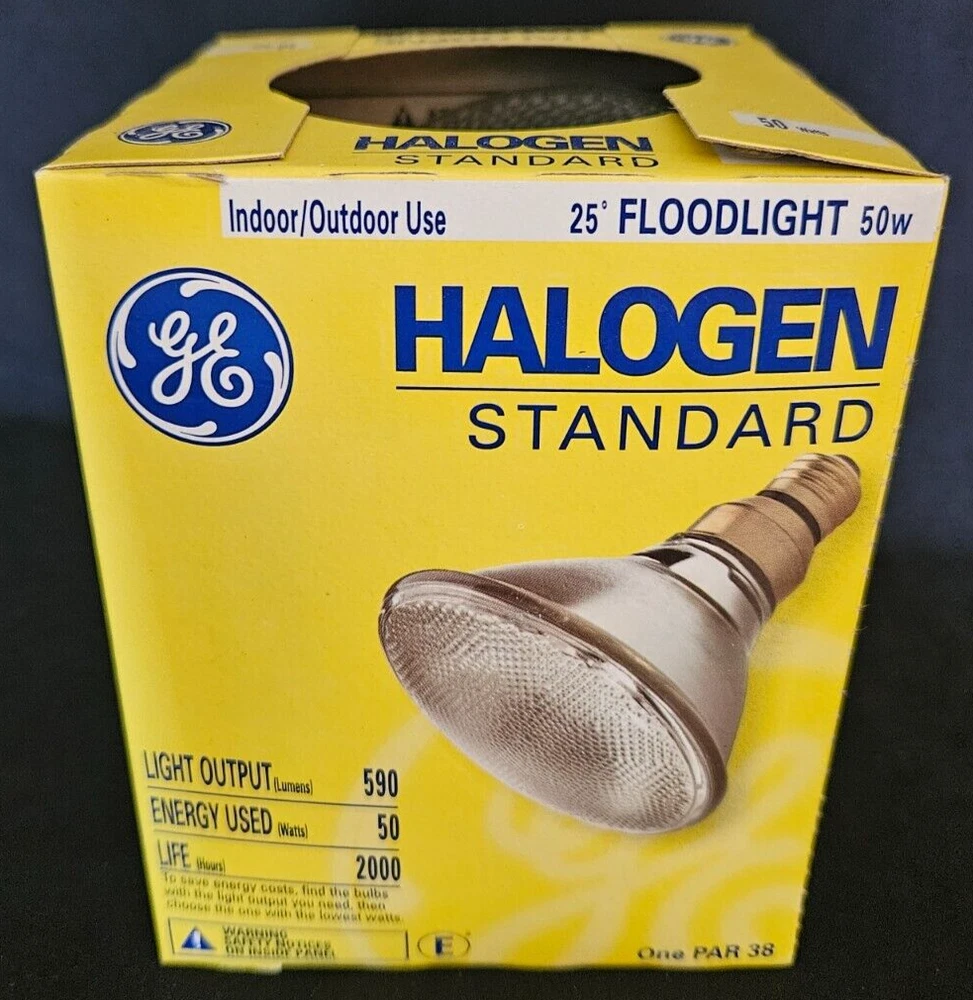 GE
HALOGEN
STANDARD
50 Watts
Indoor/Outdoor Use
25° FLOODLIGHT 50w
GE
HALOGEN
STANDARD
LIGHT OUTPUT (Lumens) 590
ENERGY USED (Watts) 50
LIFE (Hours) 2000
To save energy costs, find the bulbs
with the light output you need, then
choose the one with the lowest watts.
WARNING
SAFETY NOTICES
ON INSIDE PANEL
E
One PAR 38